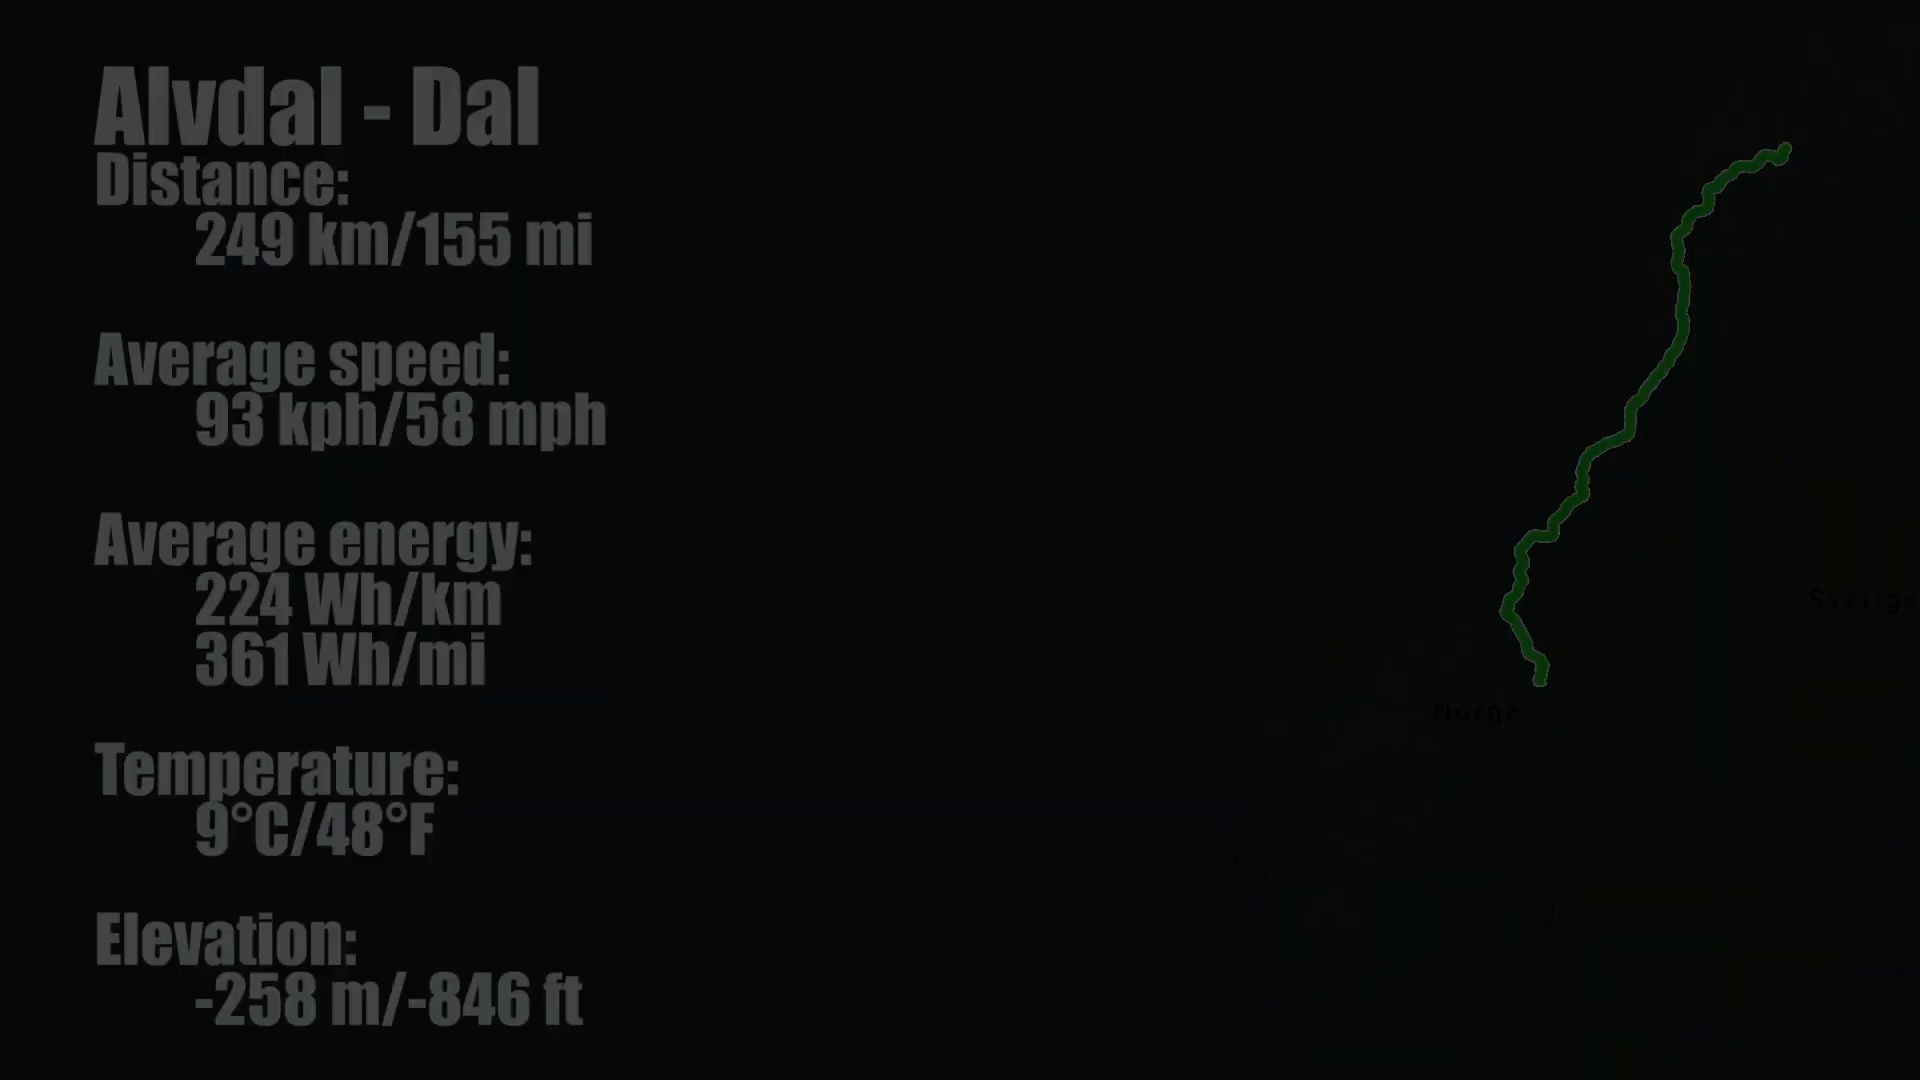 Alvdal - Dal
Distance:
249 km/155 mi
Average speed:
93 kph/58 mph
Average energy:
224 Wh/km
361 Wh/mi
Temperature:
9°C/48°F
Elevation:
-258 m/-846 ft
Sverige
Norge